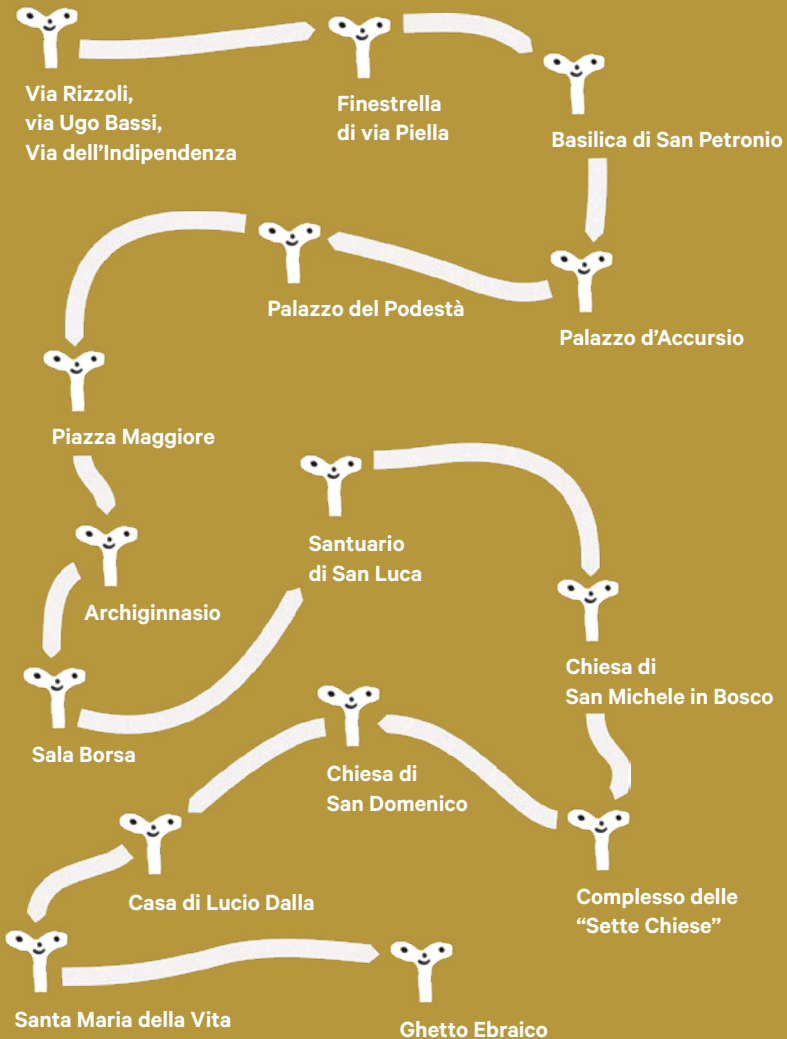 Via Rizzoli,
via Ugo Bassi,
Via dell’Indipendenza
Finestrella
di via Piella
Basilica di San Petronio
Palazzo d’Accursio
Palazzo del Podestà
Piazza Maggiore
Archiginnasio
Sala Borsa
Santuario
di San Luca
Chiesa di
San Michele in Bosco
Complesso delle
“Sette Chiese”
Chiesa di
San Domenico
Casa di Lucio Dalla
Santa Maria della Vita
Ghetto Ebraico